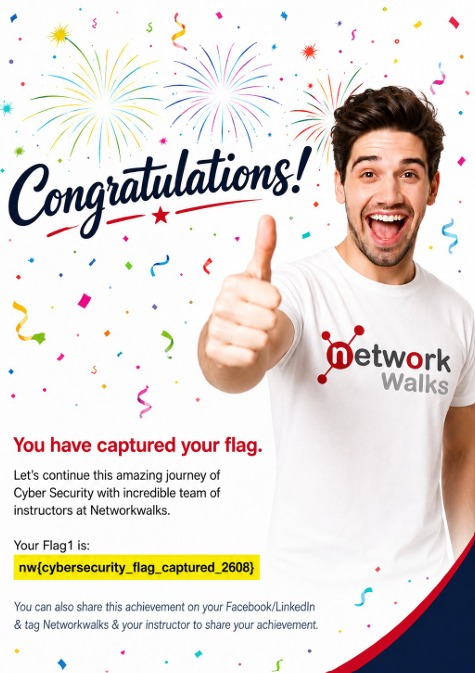 Congratulations!
network
Walks
You have captured your flag.
Let's continue this amazing journey of
Cyber Security with incredible team of
instructors at Networkwalks.
Your Flag1 is:
nw{cybersecurity_flag_captured_2608}
You can also share this achievement on your Facebook/LinkedIn
& tag Networkwalks & your instructor to share your achievement.